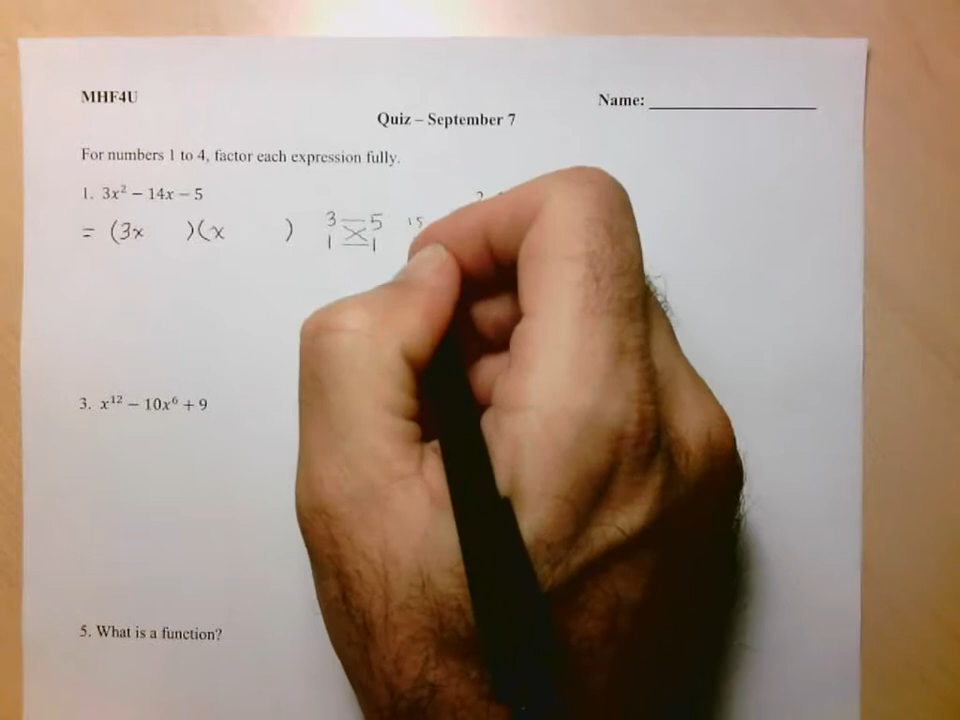 MHF4U
Name:
Quiz – September 7
For numbers 1 to 4, factor each expression fully.
1. 3x² – 14x – 5
= (3x )(x ) 3 5 15
1 1
3. x¹² – 10x⁶ + 9
5. What is a function?